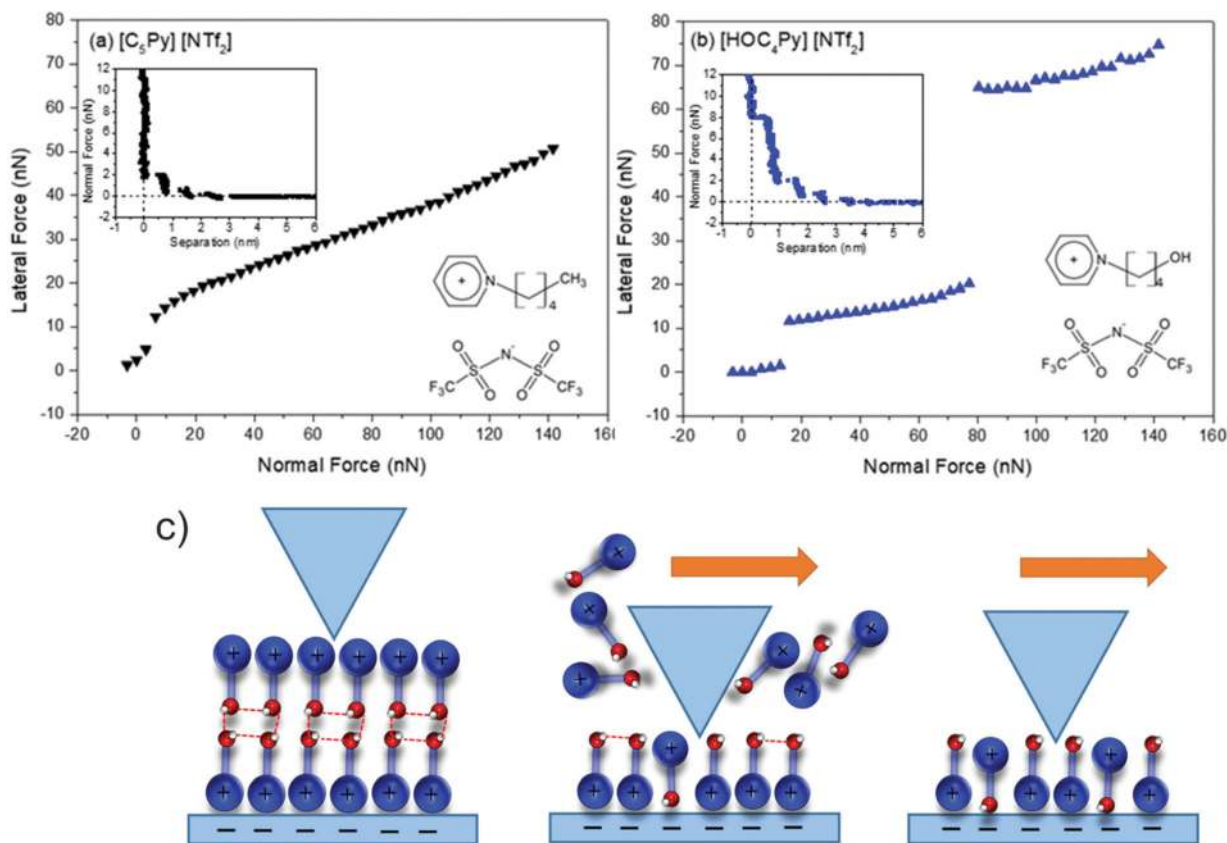 (a) [C₅Py] [NTf₂]
Lateral Force (nN)
80
70
60
50
40
30
20
10
0
-10
-20 0 20 40 60 80 100 120 140 16
Normal Force (nN)
Normal Force (nN)
12
10
8
6
4
2
0
-2
-1 0 1 2 3 4 5 6
Separation (nm)
+
N
CH₃
4
O O
S N⁻ S
F₃C O O CF₃
(b) [HOC₄Py] [NTf₂]
Lateral Force (nN)
80
70
60
50
40
30
20
10
0
-10
-20 0 20 40 60 80 100 120 140 160
Normal Force (nN)
Normal Force (nN)
12
10
8
6
4
2
0
-2
-1 0 1 2 3 4 5 6
Separation (nm)
+
N
OH
4
O O
S N⁻ S
F₃C O O CF₃
c)
+ + + + + +
+ + + + + +
− − − − − −
+
+
+
+
+
+
+ + + + + +
− − − − − −
+ + + + + +
− − − − − −